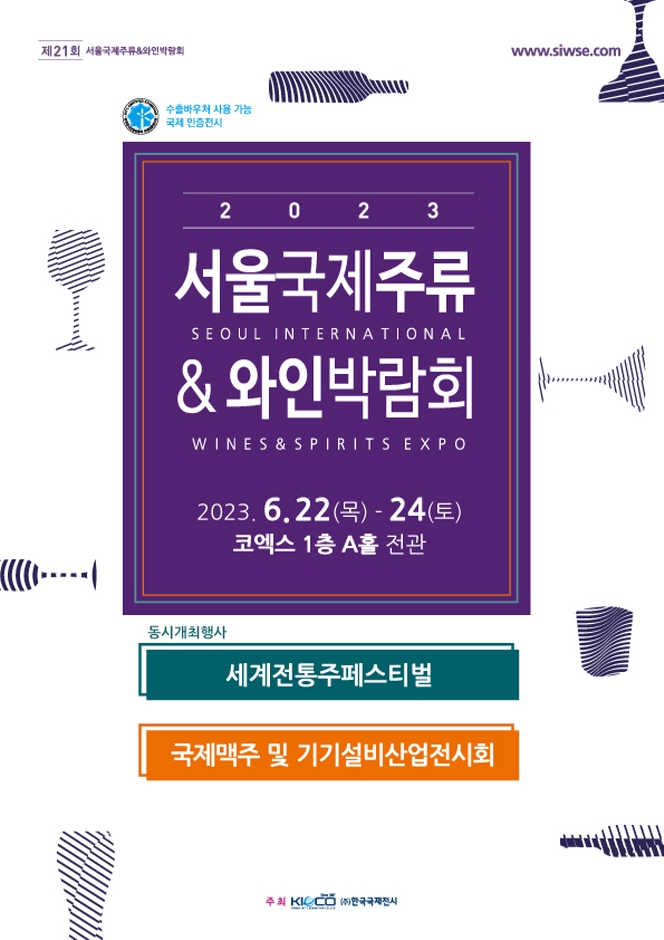 제21회 서울국제주류&와인박람회
www.siwse.com
수출바우처 사용 가능
국제 인증전시
2023
서울국제주류
SEOUL INTERNATIONAL
& 와인박람회
WINES&SPIRITS EXPO
2023. 6.22(목) - 24(토)
코엑스 1층 A홀 전관
동시개최행사
세계전통주페스티벌
국제맥주 및 기기설비산업전시회
주최 KIECO (주)한국국제전시